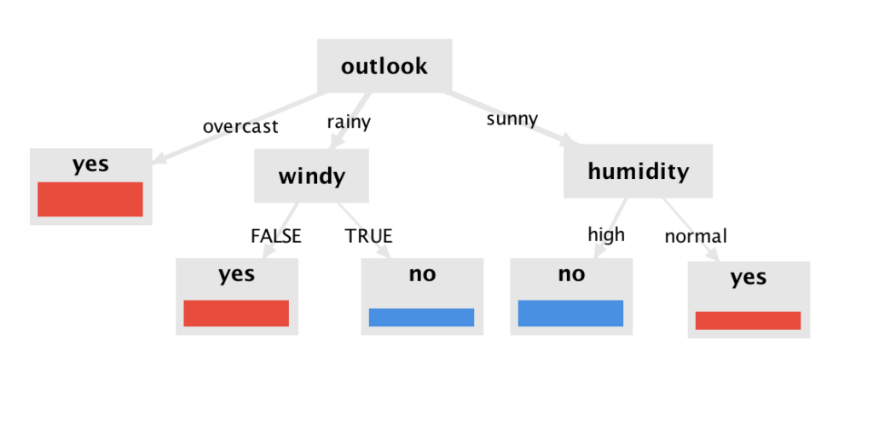 outlook
overcast
rainy
sunny
yes
windy
humidity
FALSE
TRUE
high
normal
yes
no
no
yes